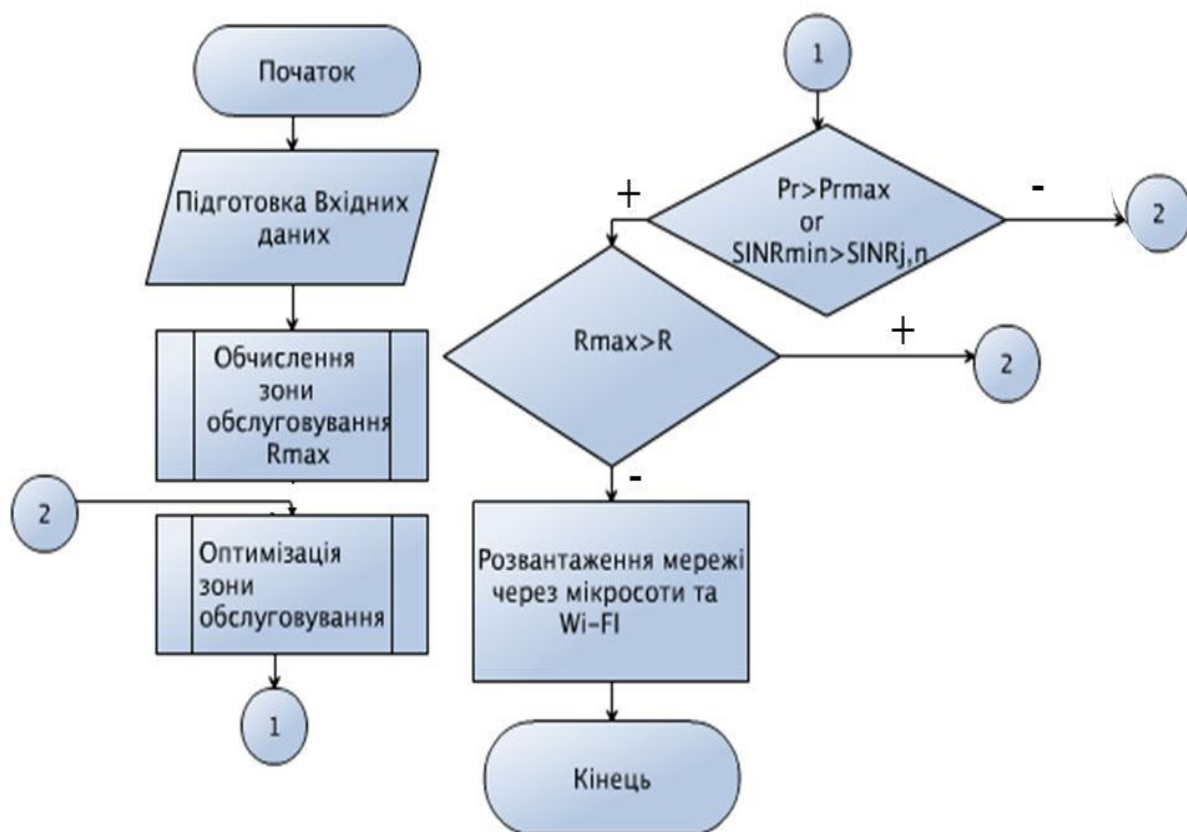 Початок
Підготовка Вхідних
даних
Обчислення
зони
обслуговування
Rmax
2
Оптимізація
зони
обслуговування
1
1
Pr>Prmax
or
SINRmin>SINRj,n
+
-
2
Rmax>R
+
2
-
Розвантаження мережі
через мікросоти та
Wi-FI
Кінець